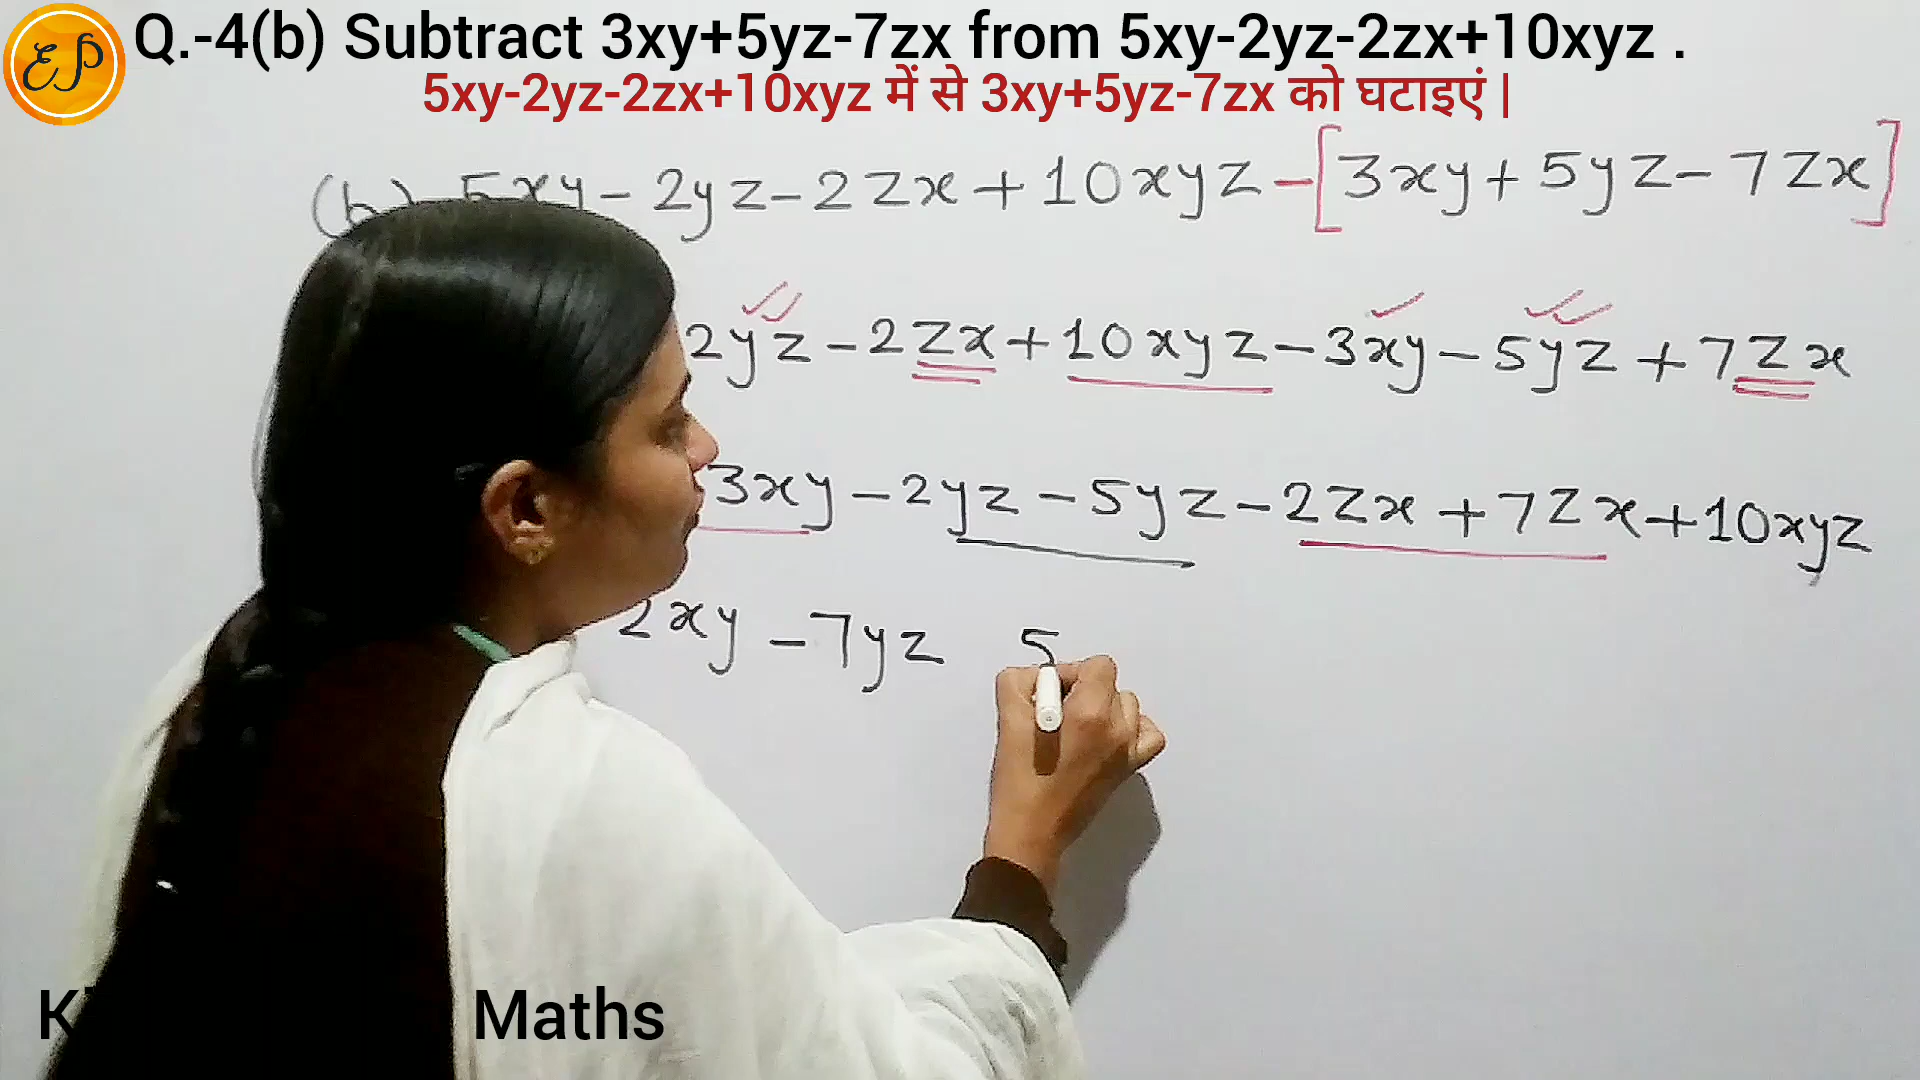 EP
Q.-4(b) Subtract 3xy+5yz-7zx from 5xy-2yz-2zx+10xyz .
5xy-2yz-2zx+10xyz में से 3xy+5yz-7zx को घटाइएं |
(b) 5xy-2yz-2zx+10xyz-[3xy+5yz-7zx]
2yz-2zx+10xyz-3xy-5yz+7zx
3xy-2yz-5yz-2zx+7zx+10xyz
2xy-7yz 5
Maths